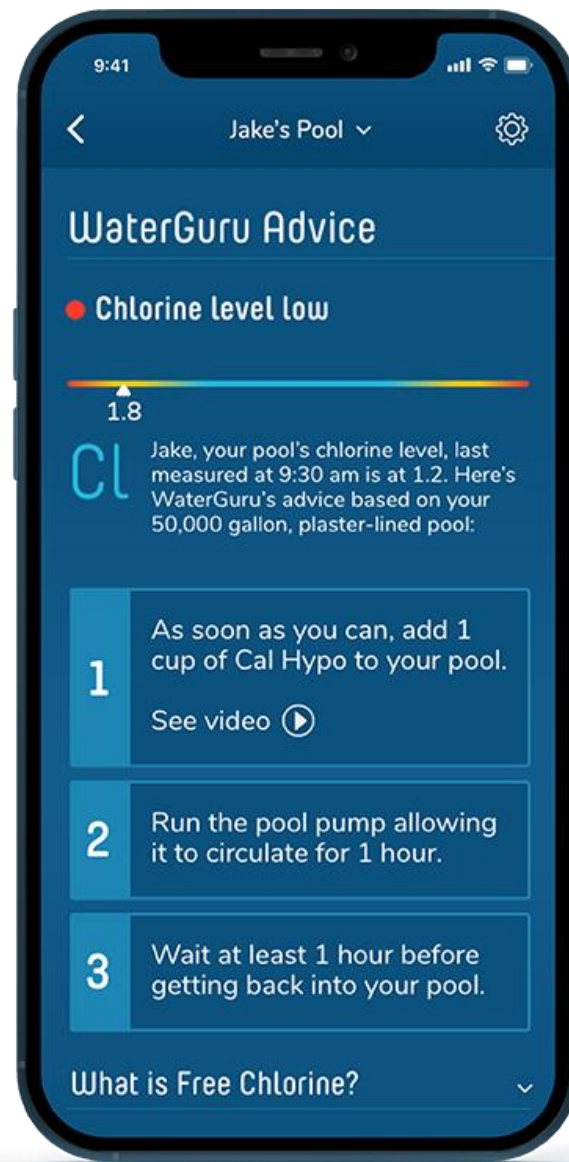 9:41
Jake's Pool
WaterGuru Advice
Chlorine level low
1.8
Cl
Jake, your pool's chlorine level, last
measured at 9:30 am is at 1.2. Here's
WaterGuru's advice based on your
50,000 gallon, plaster-lined pool:
1
As soon as you can, add 1
cup of Cal Hypo to your pool.
See video
2
Run the pool pump allowing
it to circulate for 1 hour.
3
Wait at least 1 hour before
getting back into your pool.
What is Free Chlorine?